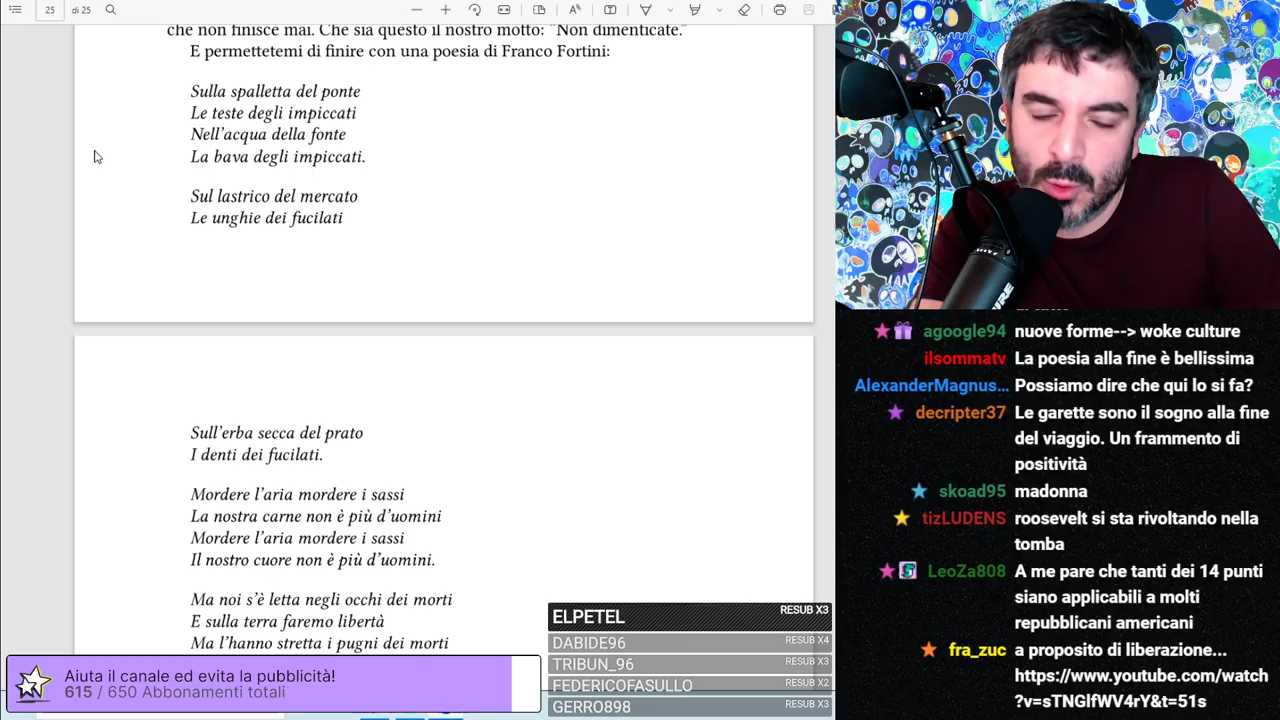 25
di 25
che non finisce mai. Che sia questo il nostro motto: "Non dimenticate."
E permettetemi di finire con una poesia di Franco Fortini:
Sulla spalletta del ponte
Le teste degli impiccati
Nell'acqua della fonte
La bava degli impiccati.
Sul lastrico del mercato
Le unghie dei fucilati
Sull'erba secca del prato
I denti dei fucilati.
Mordere l'aria mordere i sassi
La nostra carne non è più d'uomini
Mordere l'aria mordere i sassi
Il nostro cuore non è più d'uomini.
Ma noi s'è letta negli occhi dei morti
E sulla terra faremo libertà
Ma l'hanno stretta i pugni dei morti
Aiuta il canale ed evita la pubblicità!
615 / 650 Abbonamenti totali
ELPETEL RESUB X3
DABIDE96 RESUB X4
TRIBUN_96 RESUB X3
FEDERICOFASULLO RESUB X2
GERRO898 RESUB X3
agoogle94 nuove forme--> woke culture
ilsommatv La poesia alla fine è bellissima
AlexanderMagnus... Possiamo dire che qui lo si fa?
decripter37 Le garette sono il sogno alla fine
del viaggio. Un frammento di
positività
skoad95 madonna
tizLUDENS roosevelt si sta rivoltando nella
tomba
LeoZa808 A me pare che tanti dei 14 punti
siano applicabili a molti
repubblicani americani
fra_zuc a proposito di liberazione...
https://www.youtube.com/watch
?v=sTNGlfWV4rY&t=51s